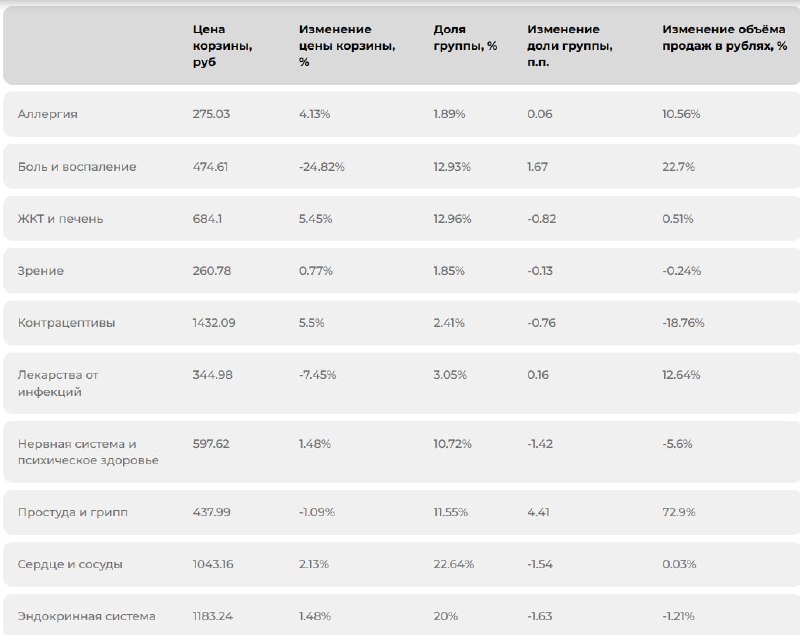 Цена корзины, руб Изменение цены корзины, % Доля группы, % Изменение доли группы, п.п. Изменение объёма продаж в рублях, %
Аллергия 275.03 4.13% 1.89% 0.06 10.56%
Боль и воспаление 474.61 -24.82% 12.93% 1.67 22.7%
ЖКТ и печень 684.1 5.45% 12.96% -0.82 0.51%
Зрение 260.78 0.77% 1.85% -0.13 -0.24%
Контрацептивы 1432.09 5.5% 2.41% -0.76 -18.76%
Лекарства от инфекций 344.98 -7.45% 3.05% 0.16 12.64%
Нервная система и психическое здоровье 597.62 1.48% 10.72% -1.42 -5.6%
Простуда и грипп 437.99 -1.09% 11.55% 4.41 72.9%
Сердце и сосуды 1043.16 2.13% 22.64% -1.54 0.03%
Эндокринная система 1183.24 1.48% 20% -1.63 -1.21%